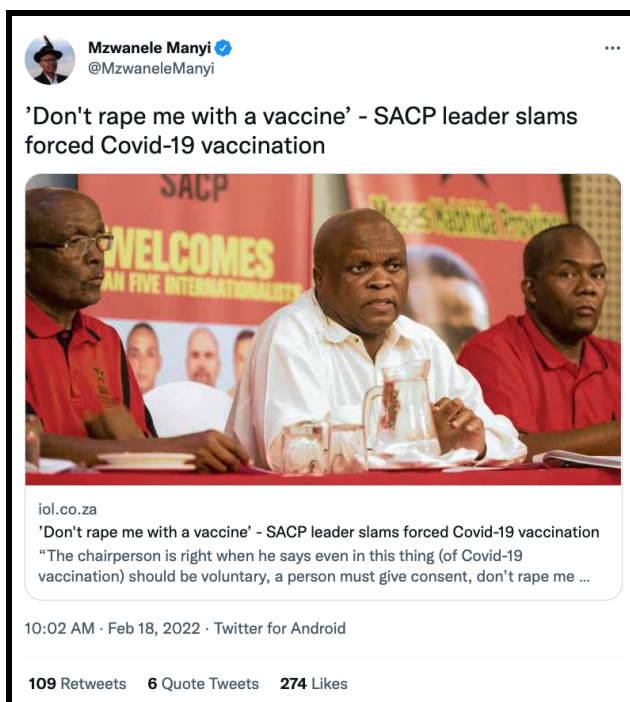 Mzwanele Manyi
@MzwaneleManyi
’Don't rape me with a vaccine’ - SACP leader slams
forced Covid-19 vaccination
SACP
WELCOMES
AN FIVE INTERNATIONALISTS
Moses Mabhida Province
iol.co.za
’Don't rape me with a vaccine’ - SACP leader slams forced Covid-19 vaccination
“The chairperson is right when he says even in this thing (of Covid-19
vaccination) should be voluntary, a person must give consent, don’t rape me ...
10:02 AM · Feb 18, 2022 · Twitter for Android
109 Retweets 6 Quote Tweets 274 Likes